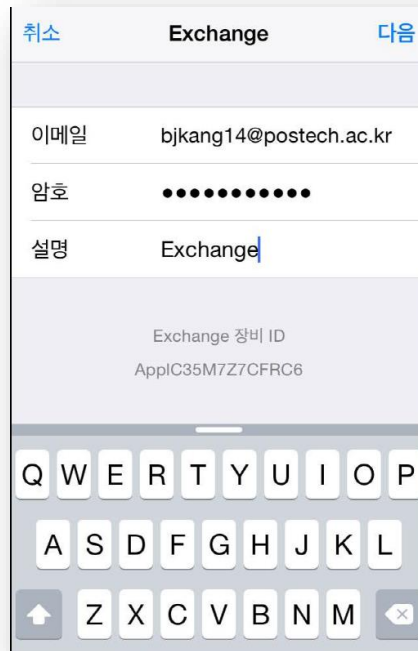 취소 Exchange 다음
이메일 bjkang14@postech.ac.kr
암호 ●●●●●●●●●●●
설명 Exchange
Exchange 장비 ID
ApplC35M7Z7CFRC6
Q W E R T Y U I O P
A S D F G H J K L
Z X C V B N M